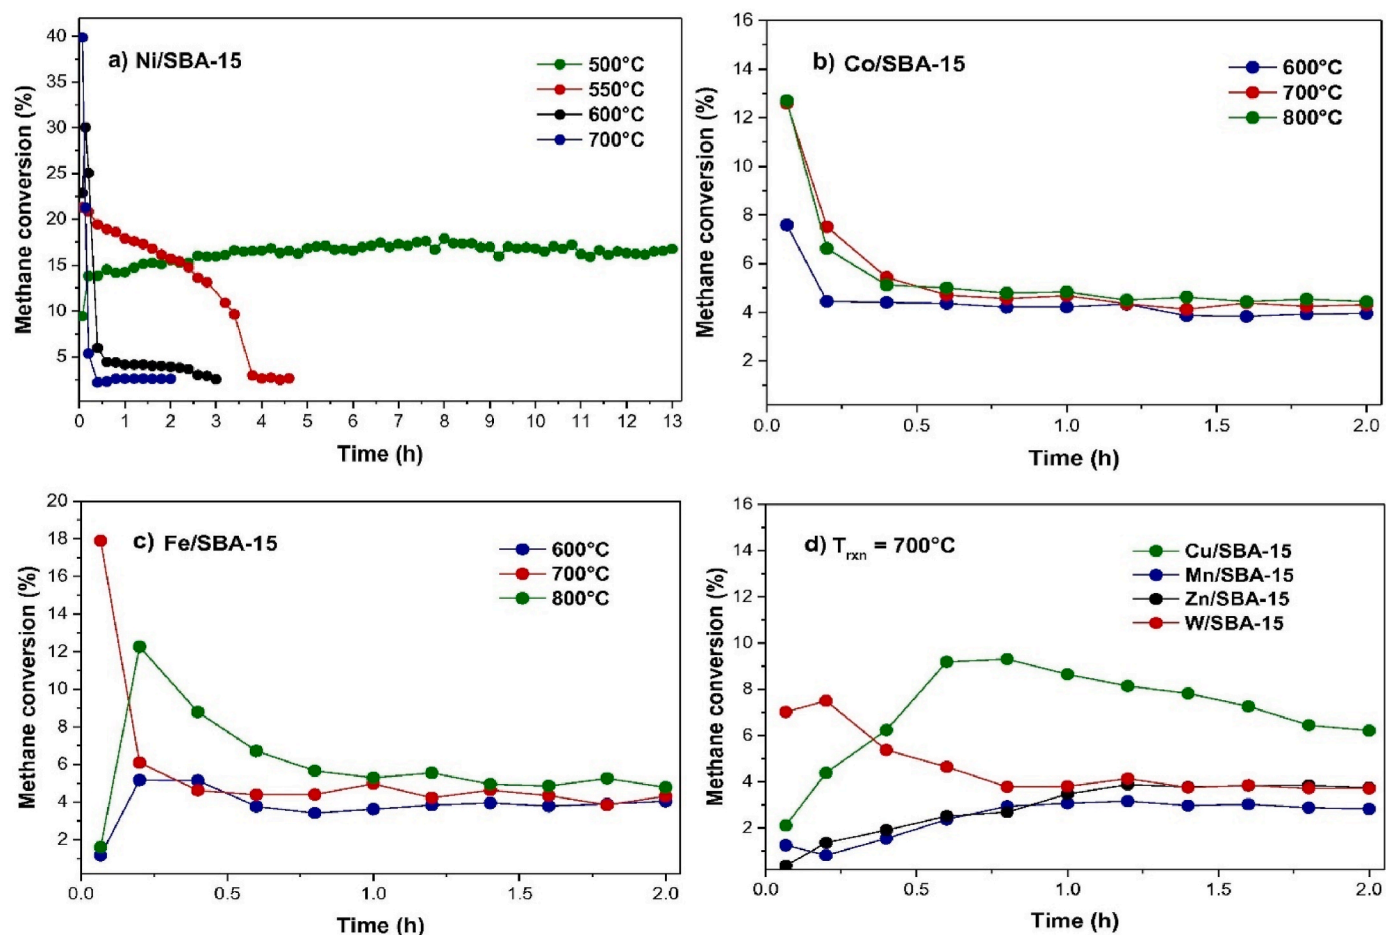 a) Ni/SBA-15
500°C
550°C
600°C
700°C
Methane conversion (%)
40
35
30
25
20
15
10
5
0 1 2 3 4 5 6 7 8 9 10 11 12 13
Time (h)
b) Co/SBA-15
600°C
700°C
800°C
Methane conversion (%)
16
14
12
10
8
6
4
2
0.0 0.5 1.0 1.5 2.0
Time (h)
c) Fe/SBA-15
600°C
700°C
800°C
Methane conversion (%)
20
18
16
14
12
10
8
6
4
2
0.0 0.5 1.0 1.5 2.0
Time (h)
d) Trxn = 700°C
Cu/SBA-15
Mn/SBA-15
Zn/SBA-15
W/SBA-15
Methane conversion (%)
16
14
12
10
8
6
4
2
0.0 0.5 1.0 1.5 2.0
Time (h)